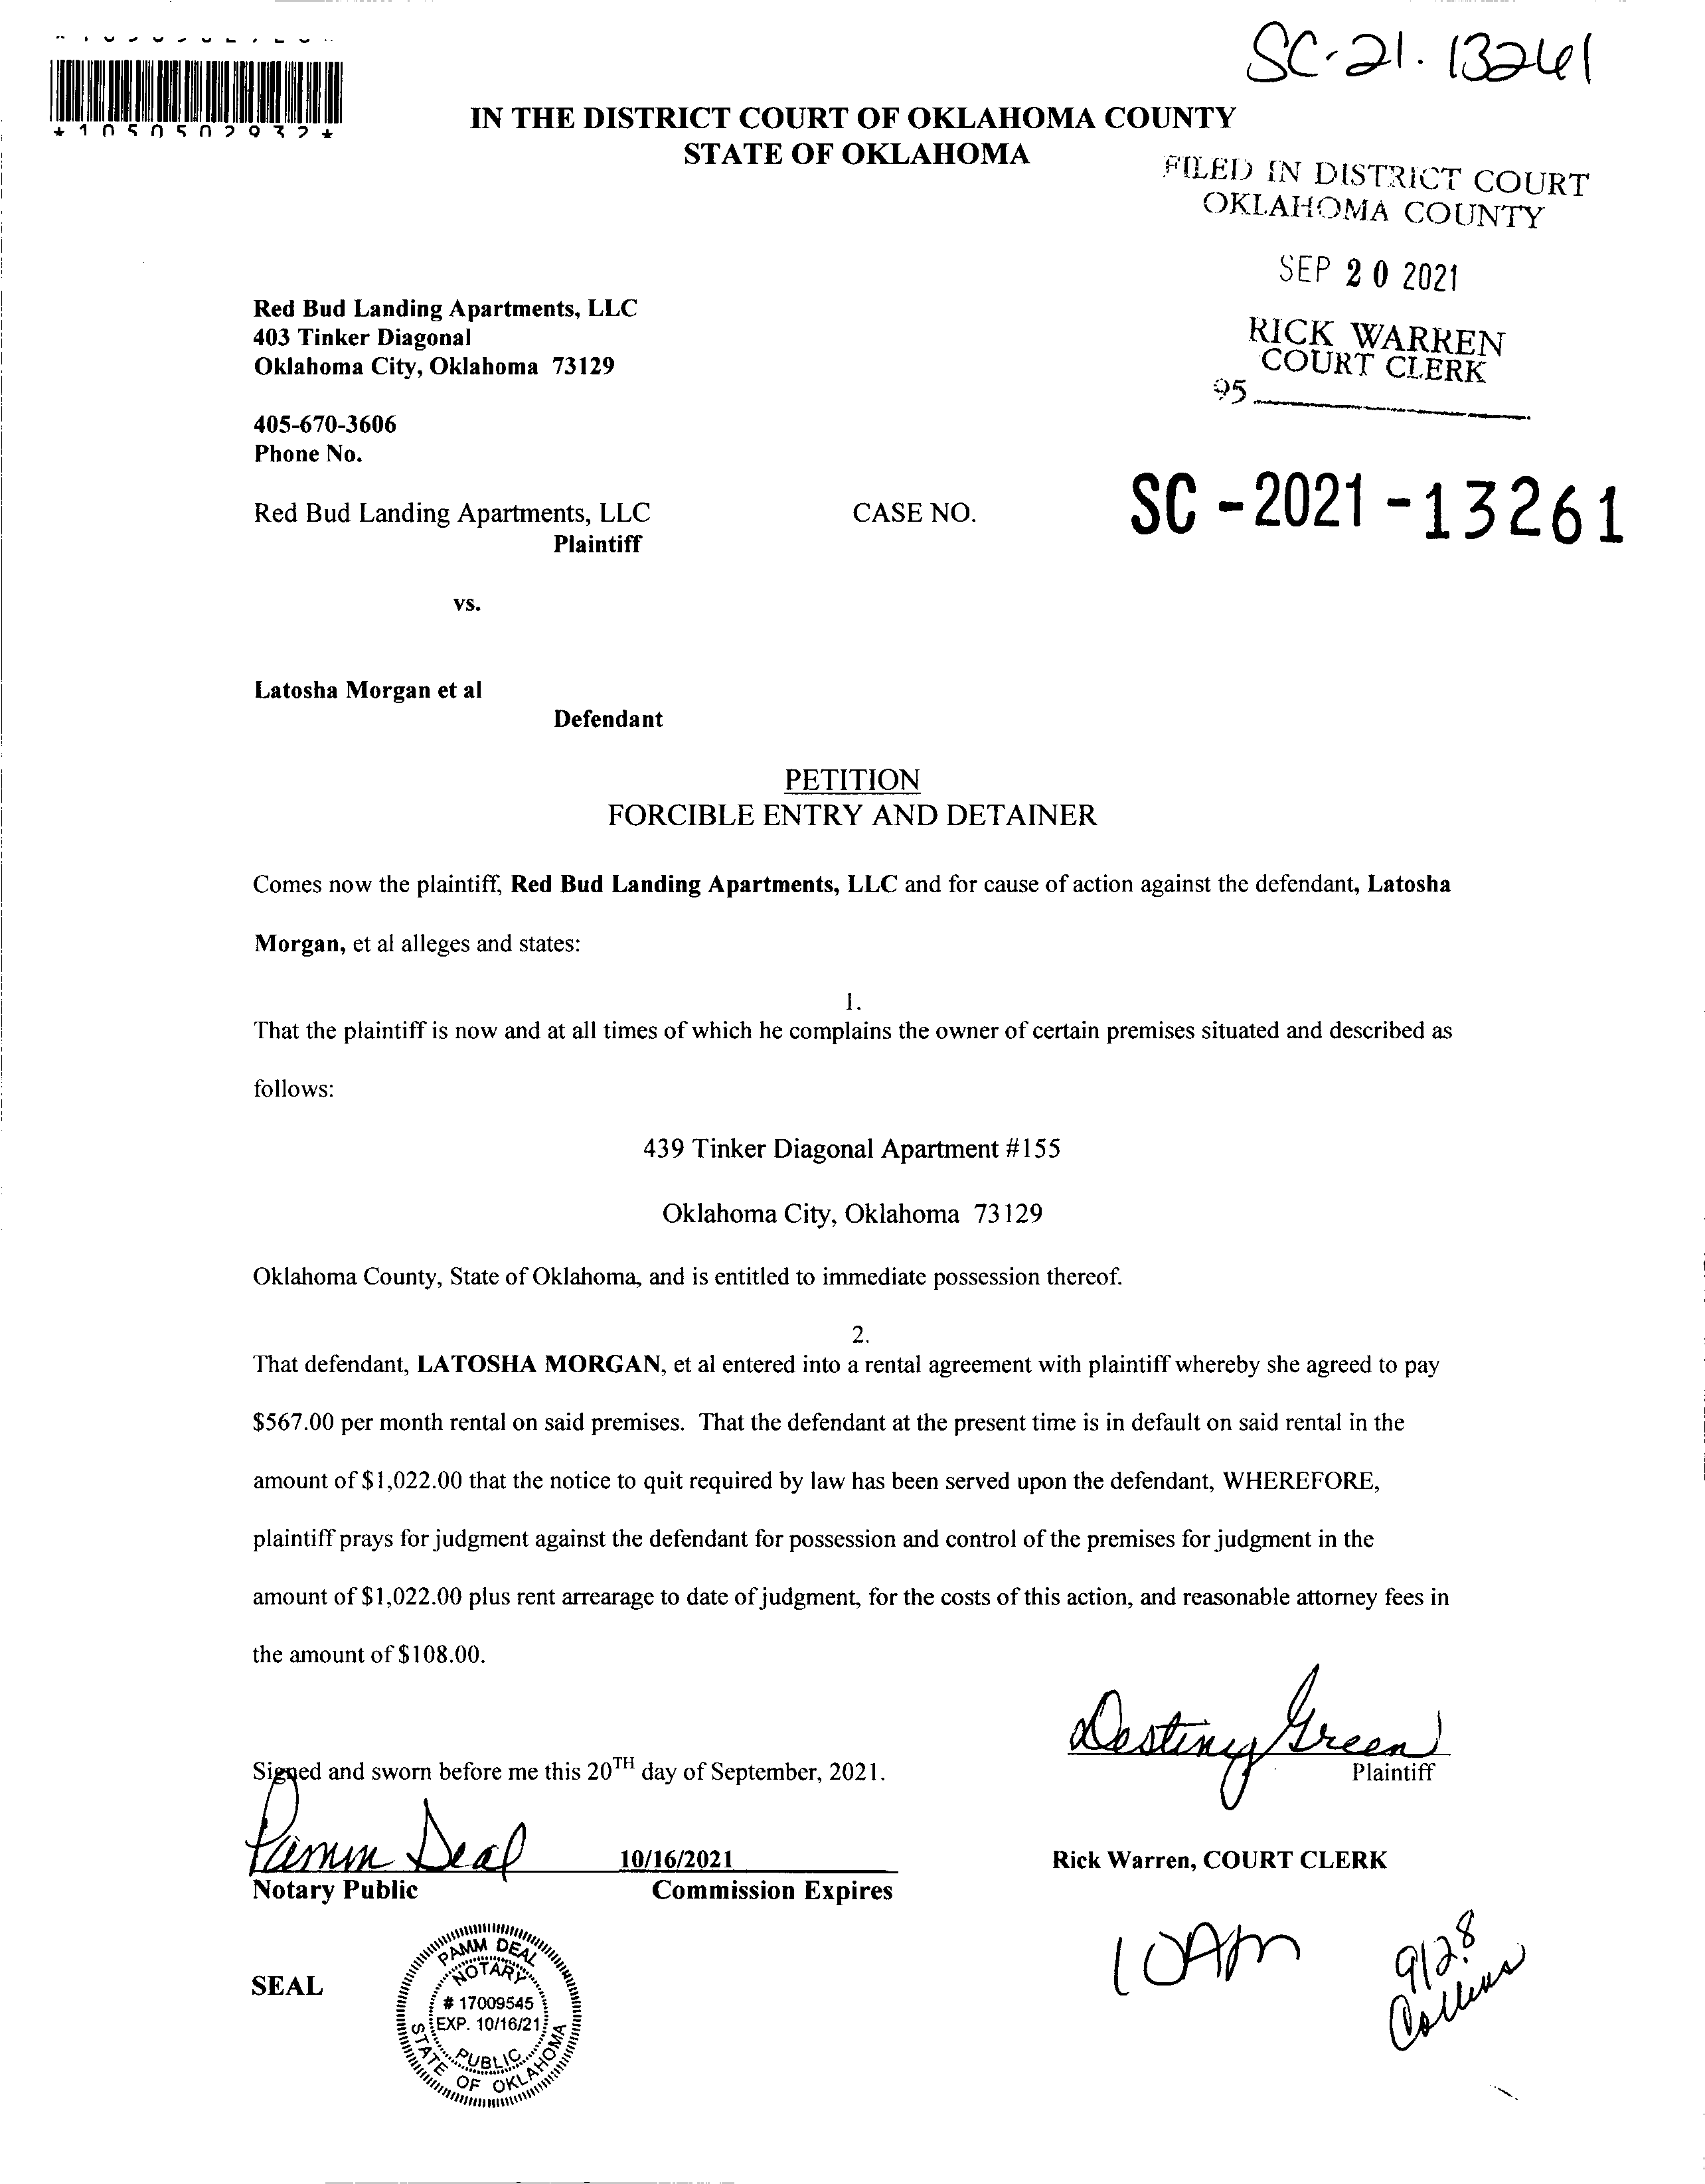 SC-21-13261
*1050502932*
IN THE DISTRICT COURT OF OKLAHOMA COUNTY
STATE OF OKLAHOMA
FILED IN DISTRICT COURT
OKLAHOMA COUNTY
SEP 20 2021
RICK WARREN
COURT CLERK
95
Red Bud Landing Apartments, LLC
403 Tinker Diagonal
Oklahoma City, Oklahoma 73129
405-670-3606
Phone No.
Red Bud Landing Apartments, LLC CASE NO. SC-2021-13261
Plaintiff
vs.
Latosha Morgan et al
Defendant
PETITION
FORCIBLE ENTRY AND DETAINER
Comes now the plaintiff, Red Bud Landing Apartments, LLC and for cause of action against the defendant, Latosha
Morgan, et al alleges and states:
1.
That the plaintiff is now and at all times of which he complains the owner of certain premises situated and described as
follows:
439 Tinker Diagonal Apartment #155
Oklahoma City, Oklahoma 73129
Oklahoma County, State of Oklahoma, and is entitled to immediate possession thereof.
2.
That defendant, LATOSHA MORGAN, et al entered into a rental agreement with plaintiff whereby she agreed to pay
$567.00 per month rental on said premises. That the defendant at the present time is in default on said rental in the
amount of $1,022.00 that the notice to quit required by law has been served upon the defendant, WHEREFORE,
plaintiff prays for judgment against the defendant for possession and control of the premises for judgment in the
amount of $1,022.00 plus rent arrearage to date of judgment, for the costs of this action, and reasonable attorney fees in
the amount of $108.00.
Destiny Green
Plaintiff
Signed and sworn before me this 20TH day of September, 2021.
Pamm Deal 10/16/2021
Notary Public Commission Expires
Rick Warren, COURT CLERK
10Am
9/28
Collins
SEAL
PAMM DEAL
NOTARY
# 17009545
EXP. 10/16/21
PUBLIC
STATE OF OKLAHOMA